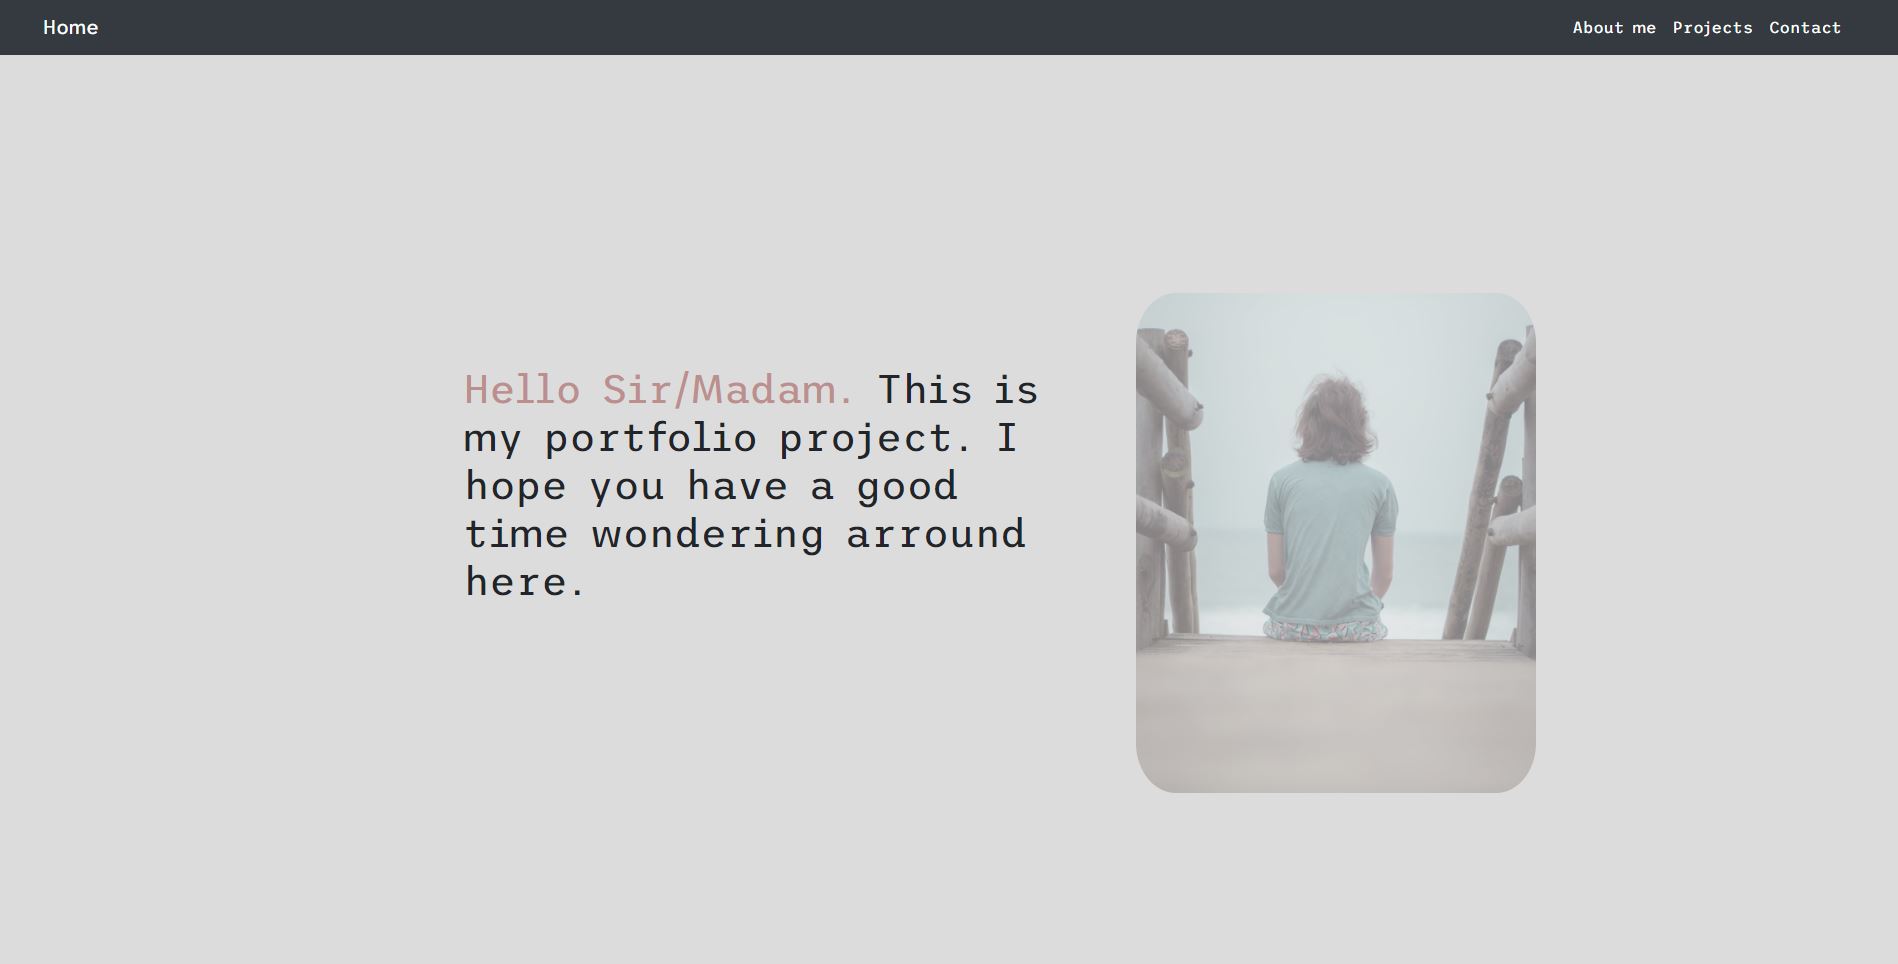 Home
About me Projects Contact
Hello Sir/Madam. This is
my portfolio project. I
hope you have a good
time wondering arround
here.